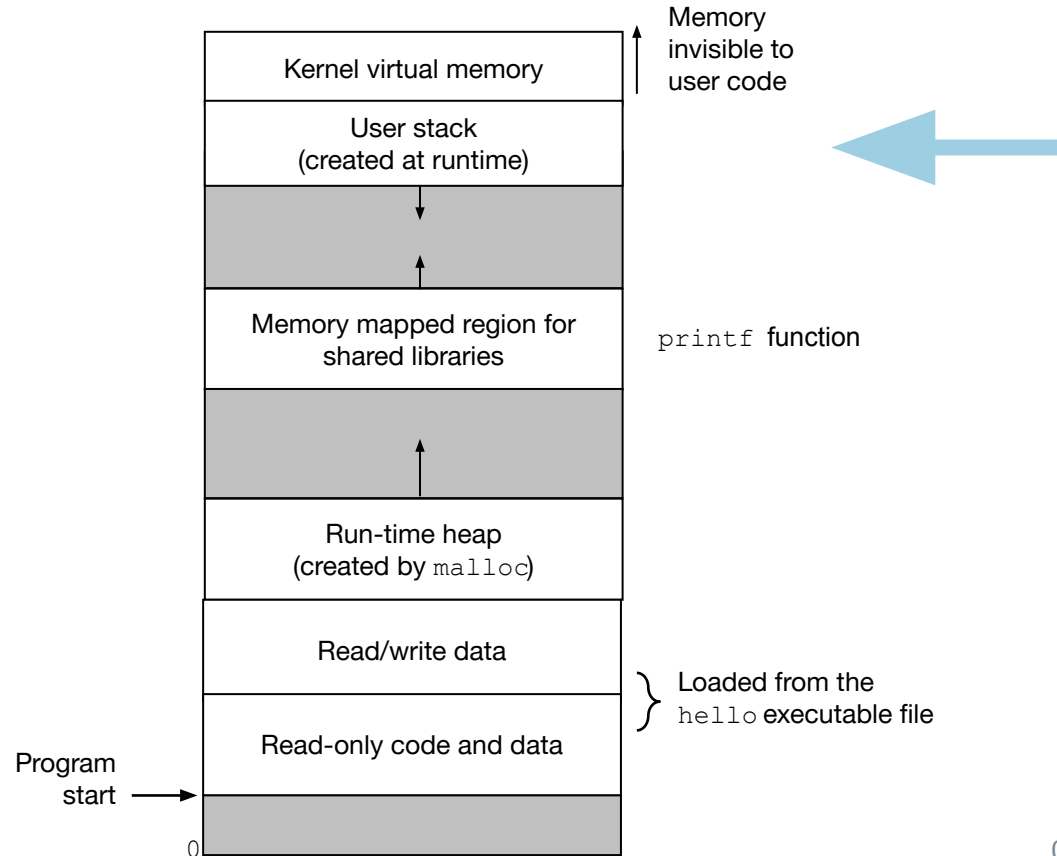 Memory
invisible to
user code
Kernel virtual memory
User stack
(created at runtime)
Memory mapped region for
shared libraries
printf function
Run-time heap
(created by malloc)
Read/write data
Loaded from the
hello executable file
Read-only code and data
Program
start
0